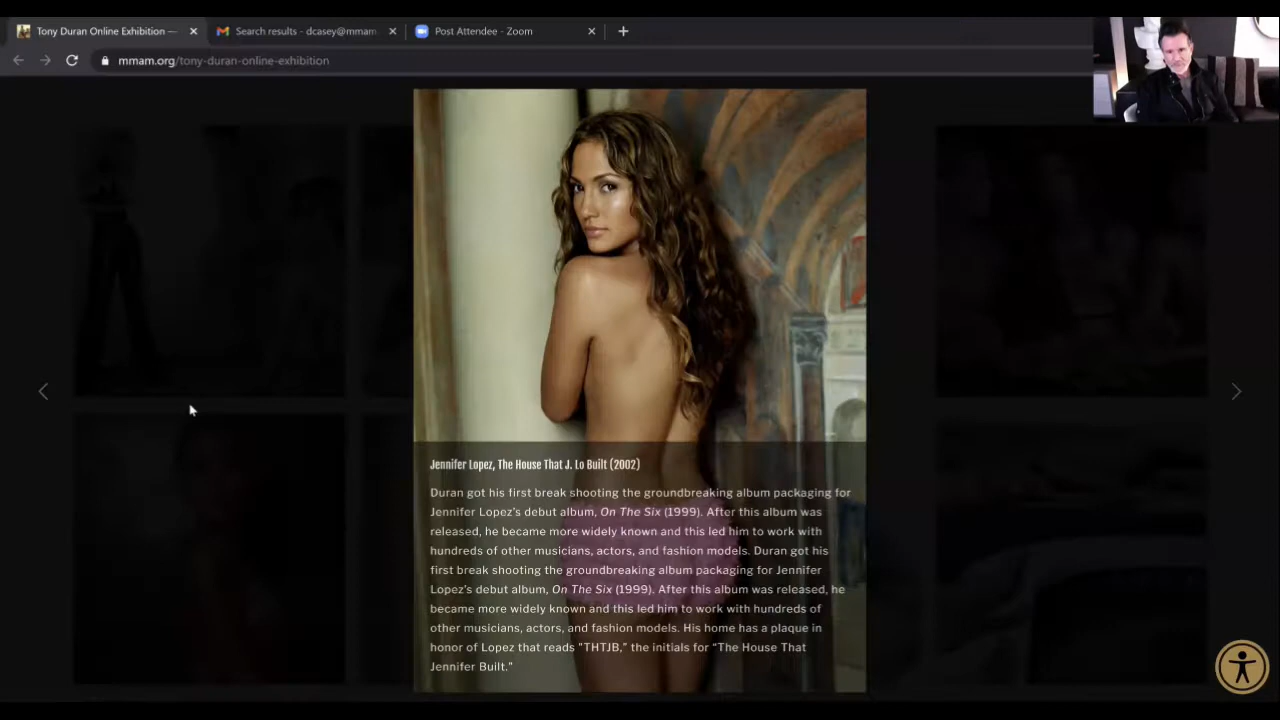 Tony Duran Online Exhibition —
Search results - dcasey@mmam
Post Attendee - Zoom
mmam.org/tony-duran-online-exhibition
Jennifer Lopez, The House That J. Lo Built (2002)
Duran got his first break shooting the groundbreaking album packaging for
Jennifer Lopez's debut album, On The Six (1999). After this album was
released, he became more widely known and this led him to work with
hundreds of other musicians, actors, and fashion models. Duran got his
first break shooting the groundbreaking album packaging for Jennifer
Lopez's debut album, On The Six (1999). After this album was released, he
became more widely known and this led him to work with hundreds of
other musicians, actors, and fashion models. His home has a plaque in
honor of Lopez that reads "THTJB," the initials for "The House That
Jennifer Built."